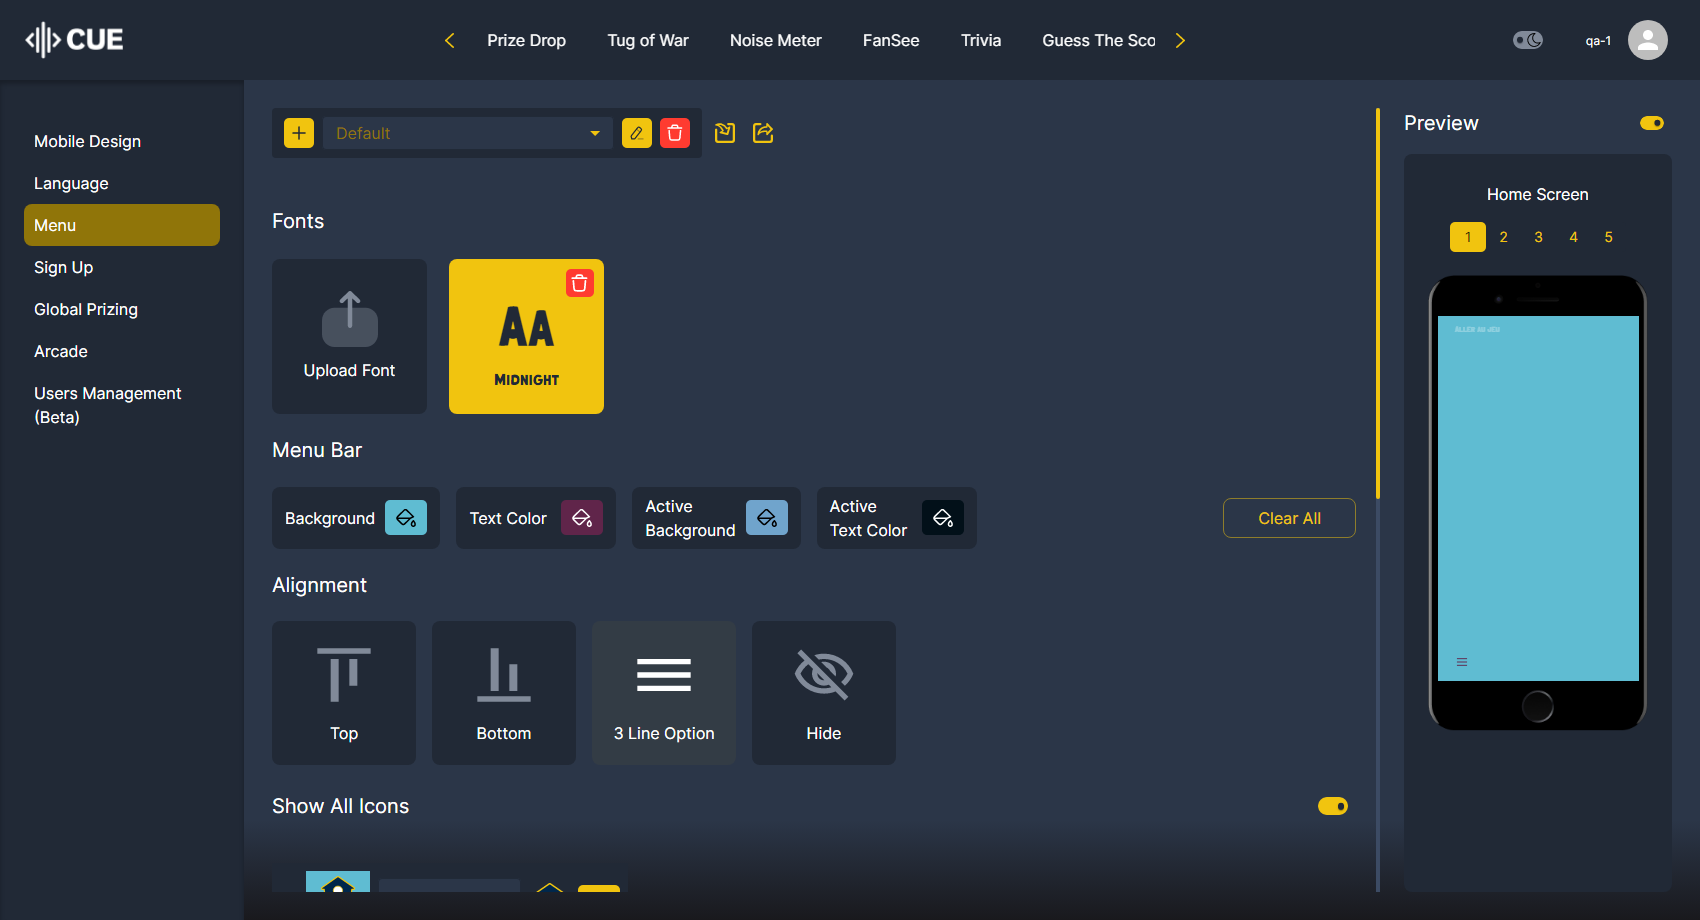 CUE
Prize Drop
Tug of War
Noise Meter
FanSee
Trivia
Guess The Sco
qa-1
Mobile Design
Language
Menu
Sign Up
Global Prizing
Arcade
Users Management
(Beta)
Default
Fonts
Upload Font
Aa
Midnight
Menu Bar
Background
Text Color
Active
Background
Active
Text Color
Clear All
Alignment
Top
Bottom
3 Line Option
Hide
Show All Icons
Preview
Home Screen
1 2 3 4 5